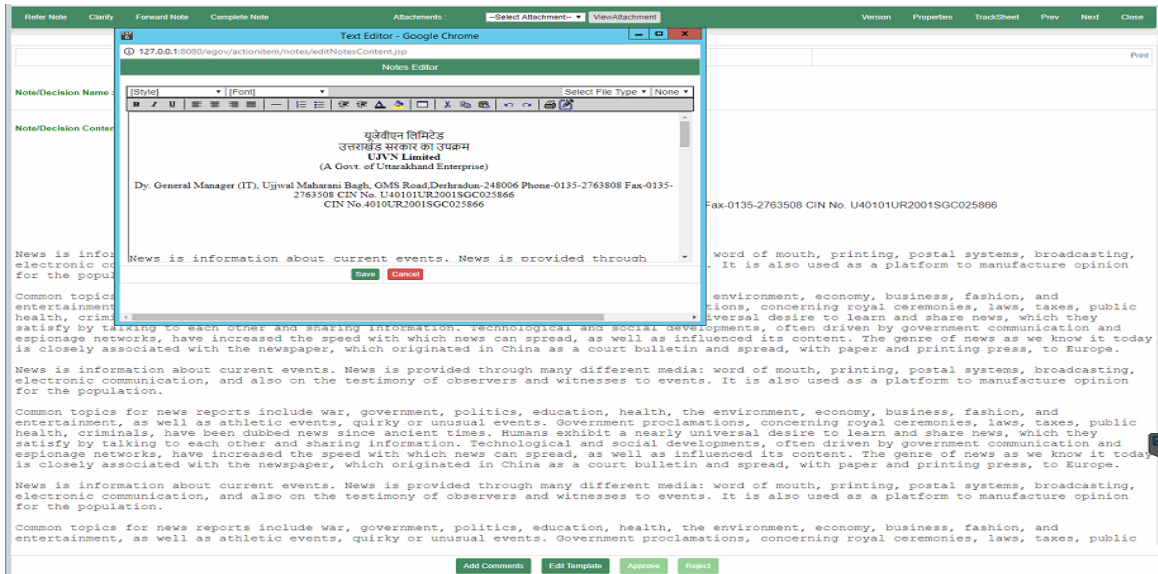 Refer Note Clarify Forward Note Complete Note Attachments : --Select Attachment-- ViewAttachment Version Properties TrackSheet Prev Next Close
Text Editor - Google Chrome
127.0.0.1:8080/egov/actionitem/notes/editNotesContent.jsp
Notes Editor
Print
[Style] [Font] Select File Type None
Note/Decision Name :
B I U
Note/Decision Conten
यूजेवीएन लिमिटेड
उत्तराखंड सरकार का उपक्रम
UJVN Limited
(A Govt. of Uttarakhand Enterprise)
Dy. General Manager (IT), Ujjwal Maharani Bagh, GMS Road,Derhradun-248006 Phone-0135-2763808 Fax-0135-
2763508 CIN No. U40101UR2001SGC025866
CIN No.4010UR2001SGC025866
Fax-0135-2763508 CIN No. U40101UR2001SGC025866
News is information about current events. News is provided through
Save Cancel
News is infor word of mouth, printing, postal systems, broadcasting,
electronic co . It is also used as a platform to manufacture opinion
for the popul
Common topics environment, economy, business, fashion, and
entertainment tions, concerning royal ceremonies, laws, taxes, public
health, crimi iversal desire to learn and share news, which they
satisfy by talking to each other and sharing information. Technological and social developments, often driven by government communication and
espionage networks, have increased the speed with which news can spread, as well as influenced its content. The genre of news as we know it today
is closely associated with the newspaper, which originated in China as a court bulletin and spread, with paper and printing press, to Europe.
News is information about current events. News is provided through many different media: word of mouth, printing, postal systems, broadcasting,
electronic communication, and also on the testimony of observers and witnesses to events. It is also used as a platform to manufacture opinion
for the population.
Common topics for news reports include war, government, politics, education, health, the environment, economy, business, fashion, and
entertainment, as well as athletic events, quirky or unusual events. Government proclamations, concerning royal ceremonies, laws, taxes, public
health, criminals, have been dubbed news since ancient times. Humans exhibit a nearly universal desire to learn and share news, which they
satisfy by talking to each other and sharing information. Technological and social developments, often driven by government communication and
espionage networks, have increased the speed with which news can spread, as well as influenced its content. The genre of news as we know it today
is closely associated with the newspaper, which originated in China as a court bulletin and spread, with paper and printing press, to Europe.
News is information about current events. News is provided through many different media: word of mouth, printing, postal systems, broadcasting,
electronic communication, and also on the testimony of observers and witnesses to events. It is also used as a platform to manufacture opinion
for the population.
Common topics for news reports include war, government, politics, education, health, the environment, economy, business, fashion, and
entertainment, as well as athletic events, quirky or unusual events. Government proclamations, concerning royal ceremonies, laws, taxes, public
Add Comments Edit Template Approve Reject